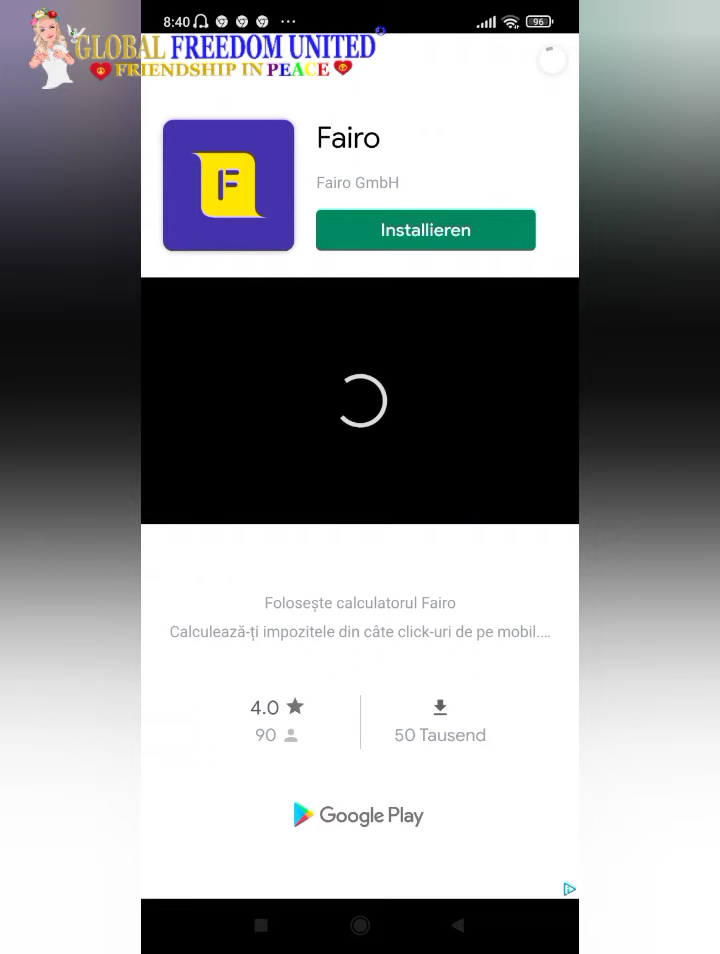 8:40
96
GLOBAL FREEDOM UNITED
FRIENDSHIP IN PEACE
F
Fairo
Fairo GmbH
Installieren
Folosește calculatorul Fairo
Calculează-ți impozitele din câte click-uri de pe mobil....
4.0
90
50 Tausend
Google Play